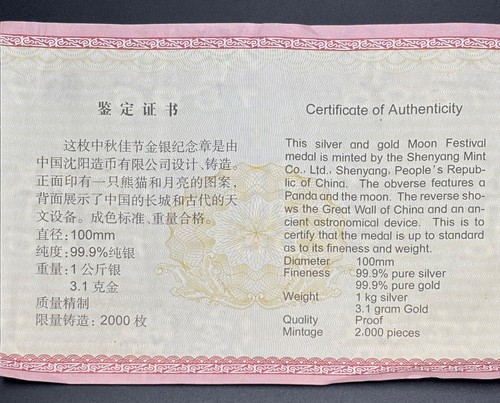 鉴定证书
这枚中秋佳节金银纪念章是由
中国沈阳造币有限公司设计、铸造。
正面印有一只熊猫和月亮的图案,
背面展示了中国的长城和古代的天
文设备。成色标准、重量合格。
直径:100mm
纯度:99.9%纯银
重量:1公斤银
3.1克金
质量精制
限量铸造:2000枚
Certificate of Authenticity
This silver and gold Moon Festival
medal is minted by the Shenyang Mint
Co., Ltd., Shenyang, People's Repub-
lic of China. The obverse features a
Panda and the moon. The reverse sho-
ws the Great Wall of China and an an-
cient astronomical device. This is to
certify that the medal is up to standard
as to its fineness and weight.
Diameter 100mm
Fineness 99.9% pure silver
99.9% pure gold
Weight 1 kg silver
3.1 gram Gold
Quality Proof
Mintage 2.000 pieces